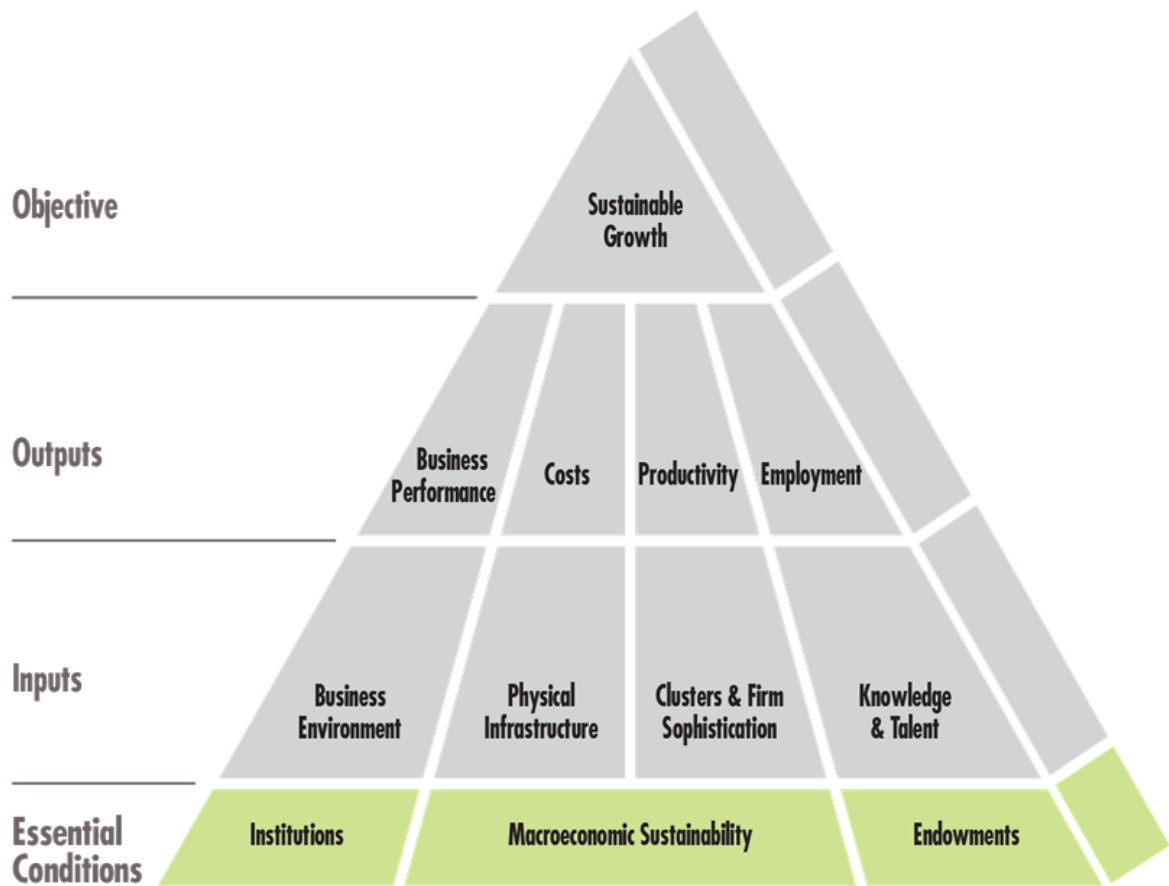 Objective
Sustainable
Growth
Outputs
Business
Performance
Costs
Productivity
Employment
Inputs
Business
Environment
Physical
Infrastructure
Clusters & Firm
Sophistication
Knowledge
& Talent
Essential
Conditions
Institutions
Macroeconomic Sustainability
Endowments